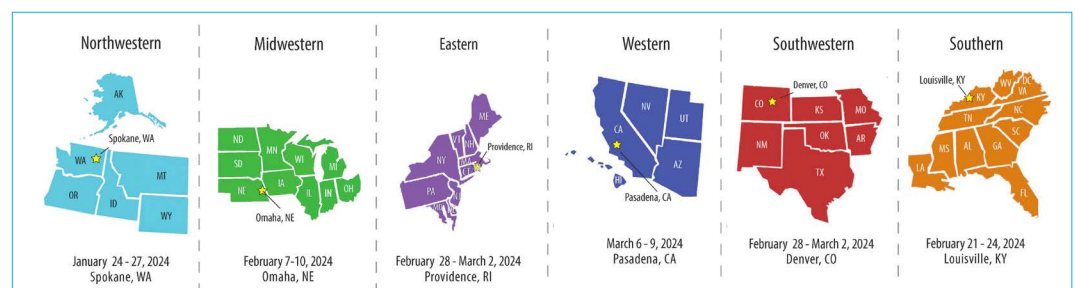 Northwestern
AK
Spokane, WA
WA
MT
OR
ID
WY
January 24 - 27, 2024
Spokane, WA
Midwestern
ND
MN
SD
WI
MI
NE
IA
IL
IN
OH
Omaha, NE
February 7-10, 2024
Omaha, NE
Eastern
ME
VT
NH
NY
Providence, RI
MA
CT
PA
February 28 - March 2, 2024
Providence, RI
Western
NV
UT
CA
AZ
HI
Pasadena, CA
March 6 - 9, 2024
Pasadena, CA
Southwestern
Denver, CO
CO
KS
MO
OK
AR
NM
TX
February 28 - March 2, 2024
Denver, CO
Southern
Louisville, KY
WV
DC
KY
VA
NC
TN
SC
MS
AL
GA
LA
FL
February 21 - 24, 2024
Louisville, KY